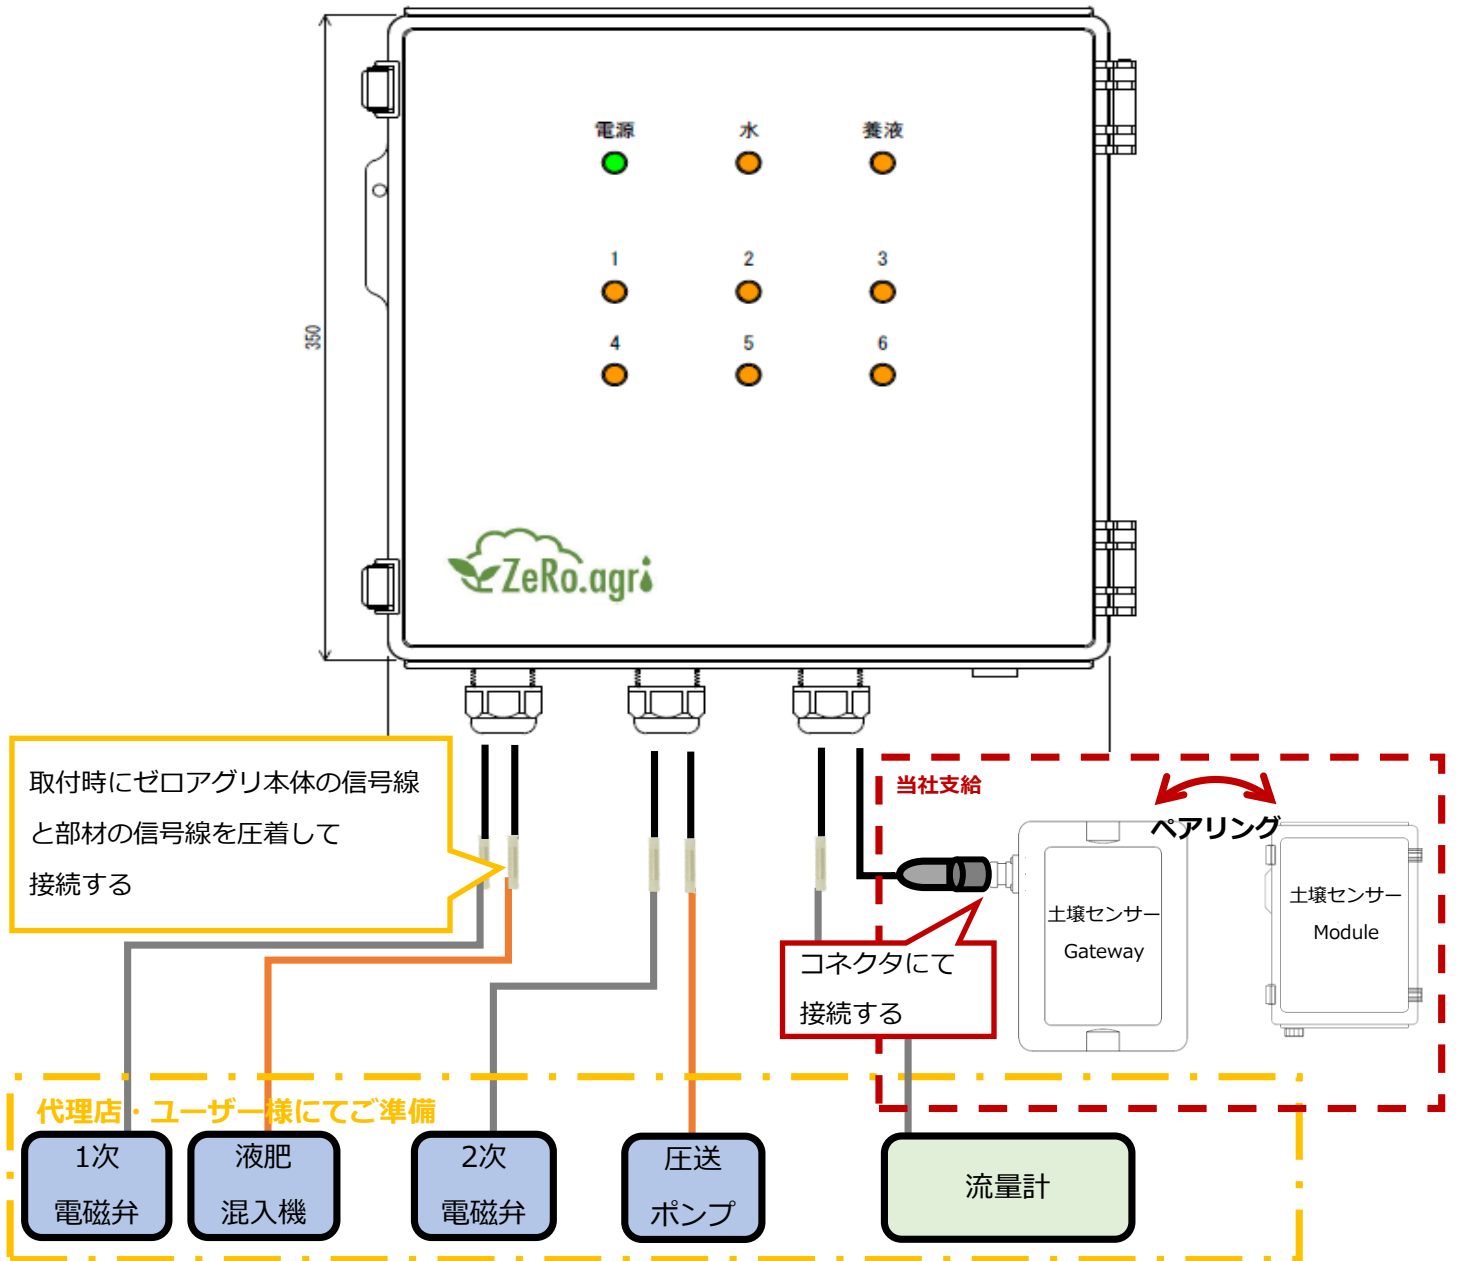 電源 水 養液
1 2 3
4 5 6
350
ZeRo.agri
取付時にゼロアグリ本体の信号線
と部材の信号線を圧着して
接続する
当社支給
ペアリング
土壌センサー
Gateway
土壌センサー
Module
コネクタにて
接続する
代理店・ユーザー様にてご準備
1次
電磁弁
液肥
混入機
2次
電磁弁
圧送
ポンプ
流量計